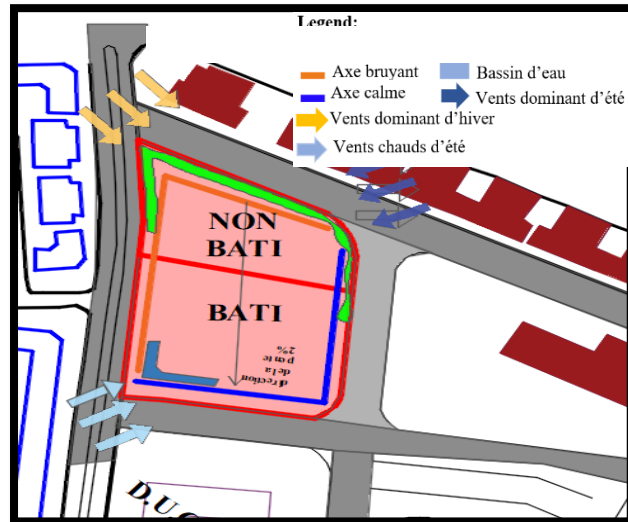 Legend:
Axe bruyant
Bassin d'eau
Axe calme
Vents dominant d'été
Vents dominant d'hiver
Vents chauds d'été
NON
BATI
BATI
direction
de la
pente
2%
D.U.C